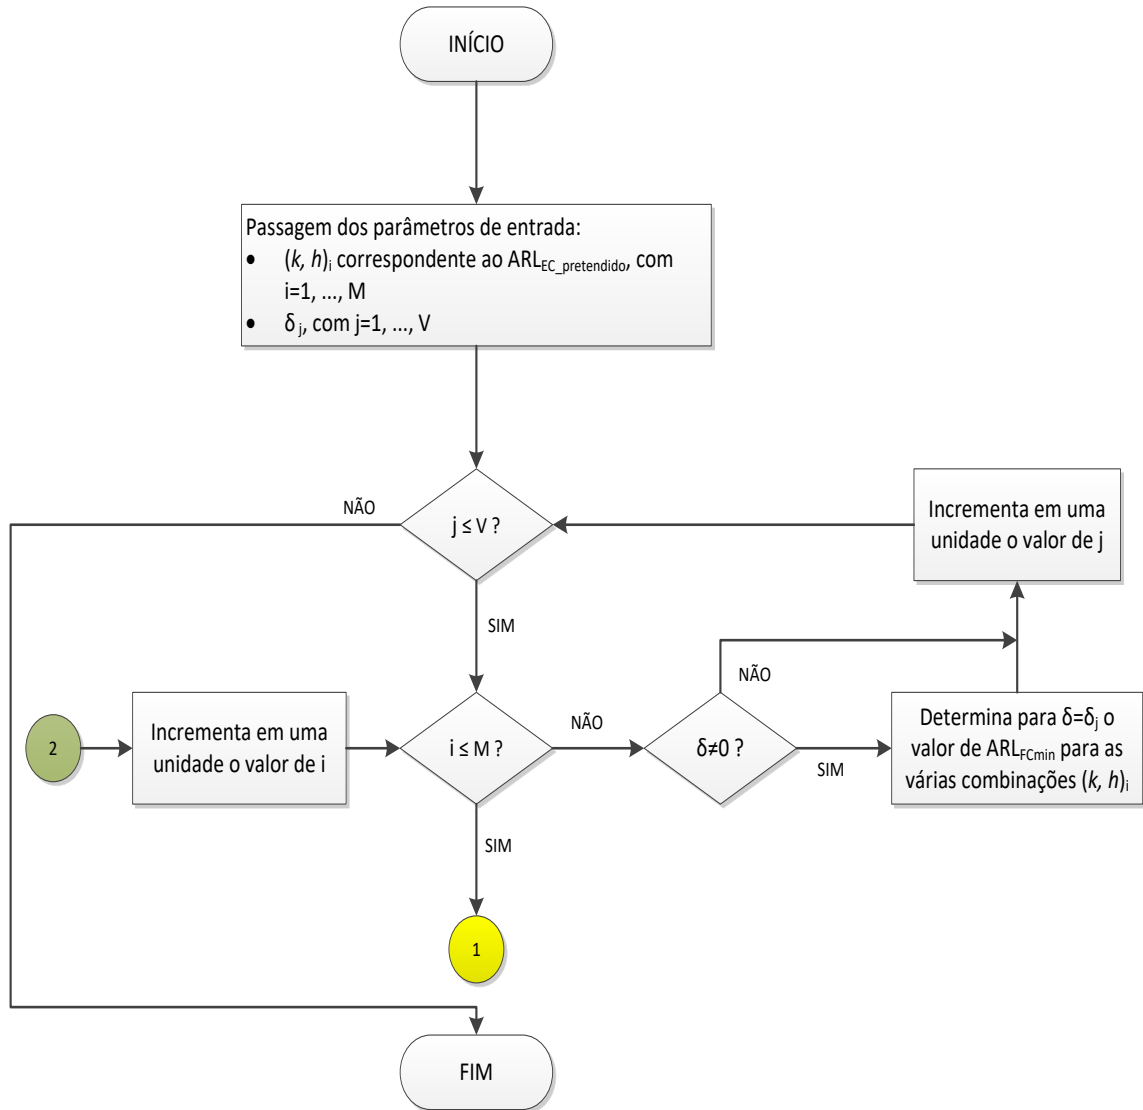 INÍCIO
Passagem dos parâmetros de entrada:
• (k, h)i correspondente ao ARLEC_pretendido, com
i=1, ..., M
• δ j, com j=1, ..., V
NÃO
j ≤ V ?
Incrementa em uma
unidade o valor de j
SIM
NÃO
2
Incrementa em uma
unidade o valor de i
i ≤ M ?
NÃO
δ≠0 ?
SIM
Determina para δ=δj o
valor de ARLFCmin para as
várias combinações (k, h)i
SIM
1
FIM